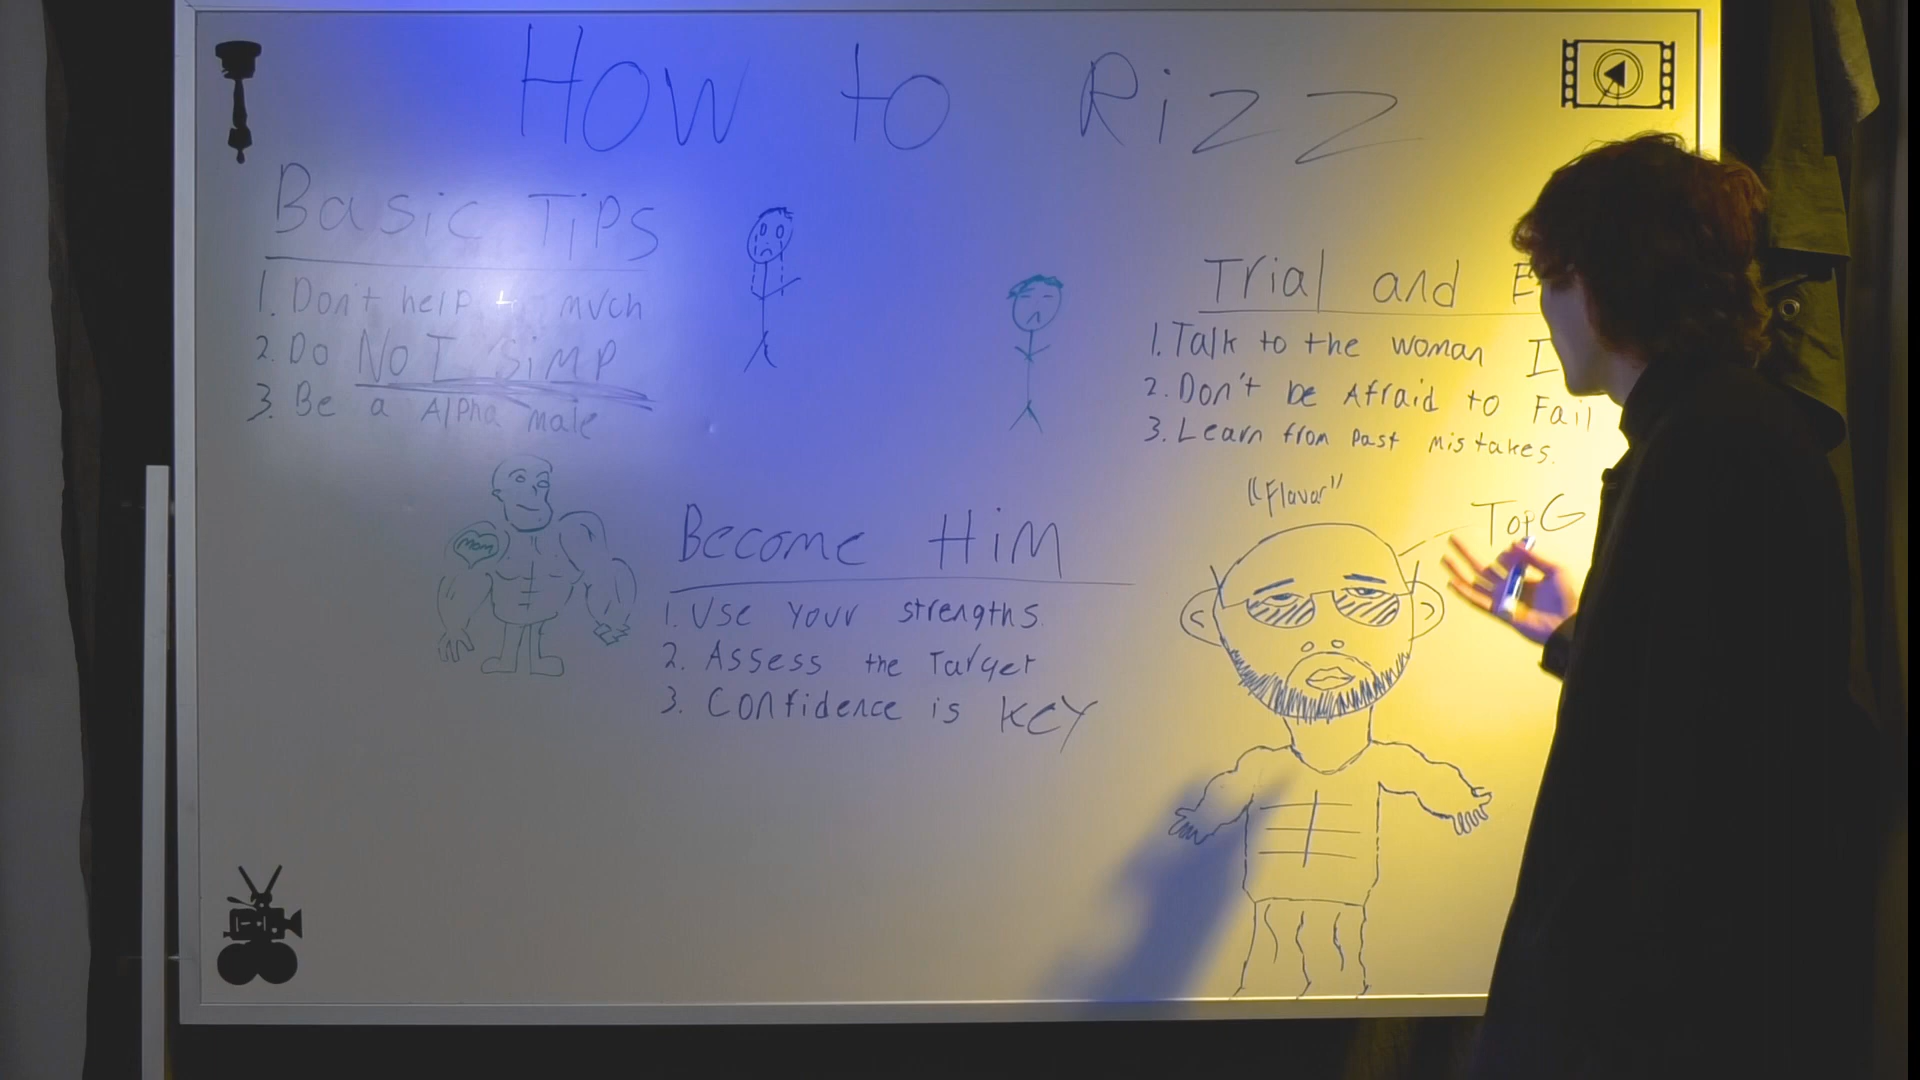 How to Rizz
Basic Tips
1. Don't help much
2. Do NOT SiMP
3. Be a Alpha male
Trial and E
1. Talk to the woman I
2. Don't be Afraid to Fail
3. Learn from Past mistakes.
"Flavor"
Top G
Mom
Become HiM
1. Use Your strengths.
2. Assess the Target
3. Confidence is KEY